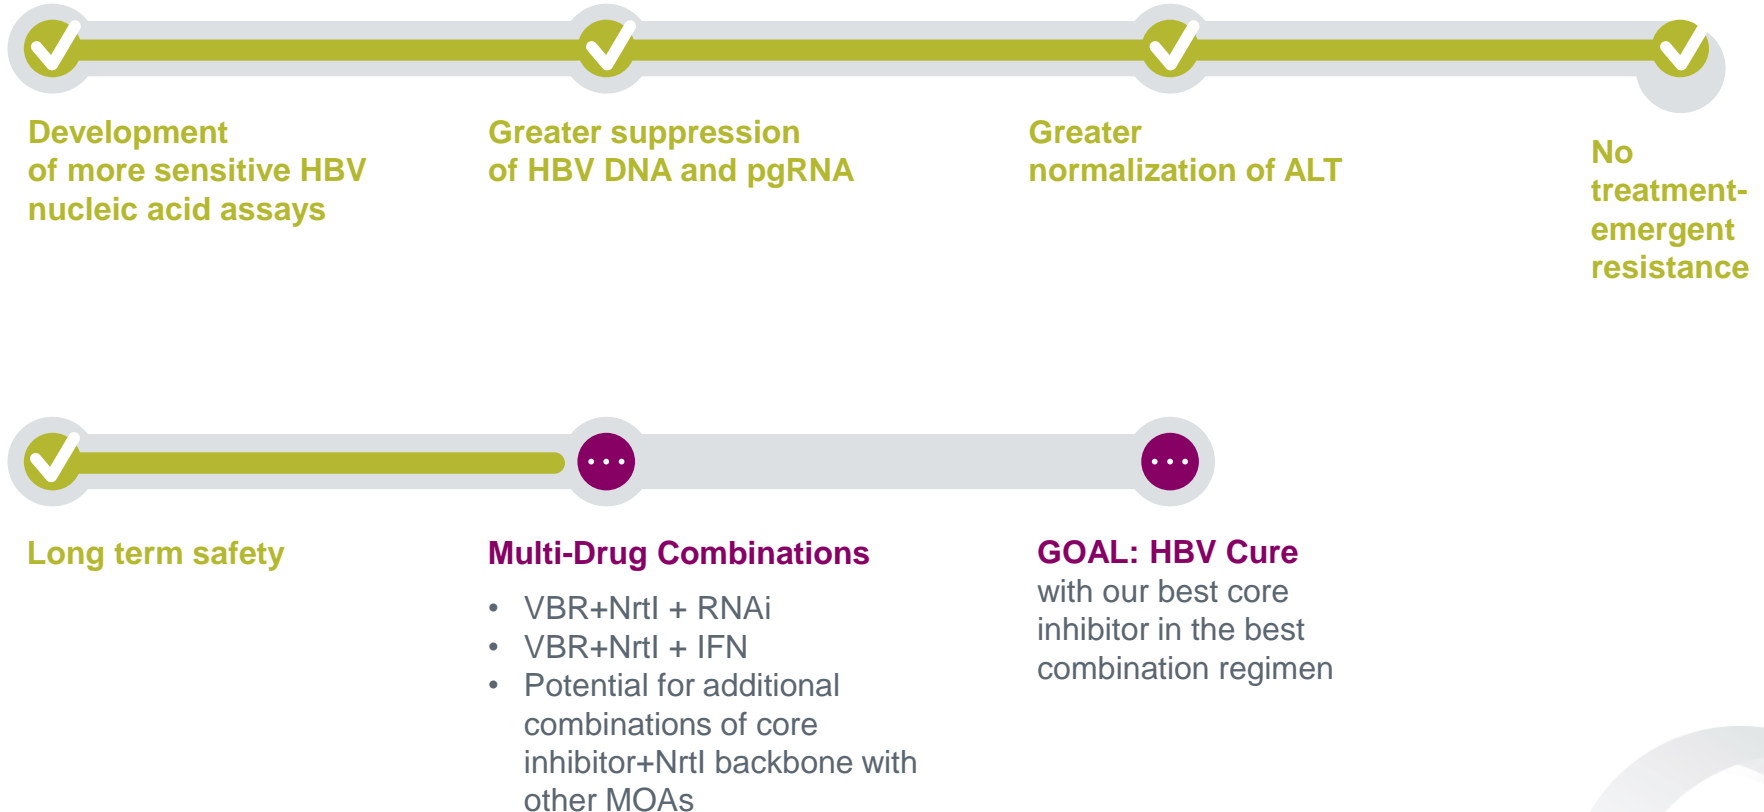 Development
of more sensitive HBV
nucleic acid assays
Greater suppression
of HBV DNA and pgRNA
Greater
normalization of ALT
No
treatment-
emergent
resistance
Long term safety
Multi-Drug Combinations
• VBR+NrtI + RNAi
• VBR+NrtI + IFN
• Potential for additional
combinations of core
inhibitor+NrtI backbone with
other MOAs
GOAL: HBV Cure
with our best core
inhibitor in the best
combination regimen